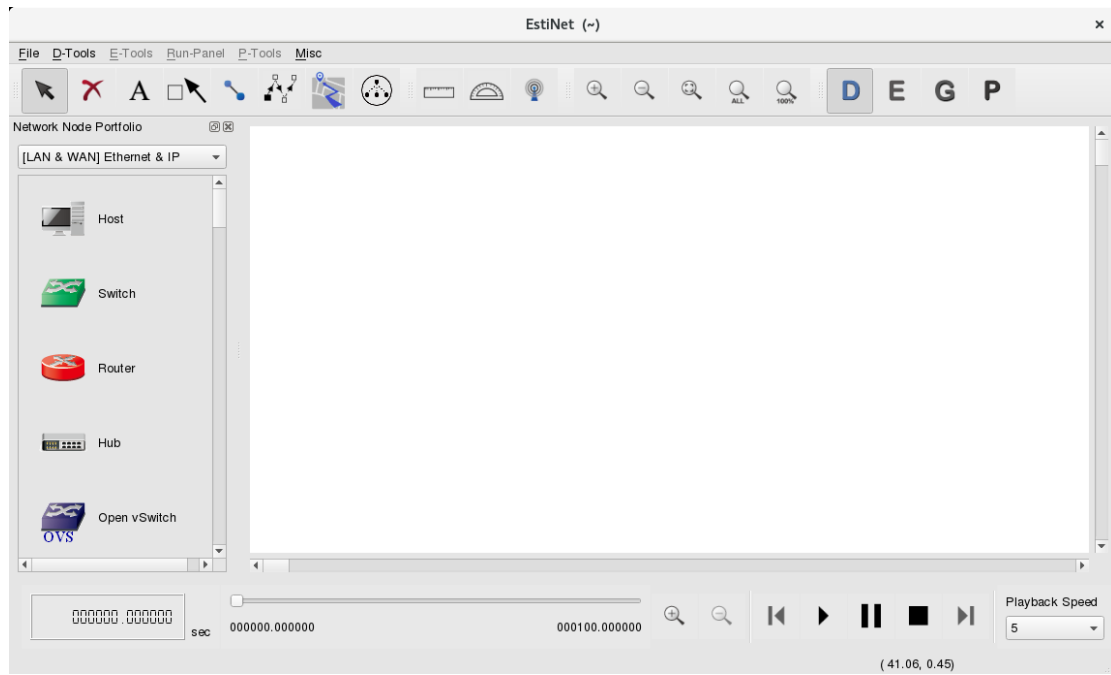 EstiNet (~)
File D-Tools E-Tools Run-Panel P-Tools Misc
A ALL 100% D E G P
Network Node Portfolio
[LAN & WAN] Ethernet & IP
Host
Switch
Router
Hub
Open vSwitch
OVS
000000.000000 sec
000000.000000 000100.000000
Playback Speed
5
( 41.06, 0.45)